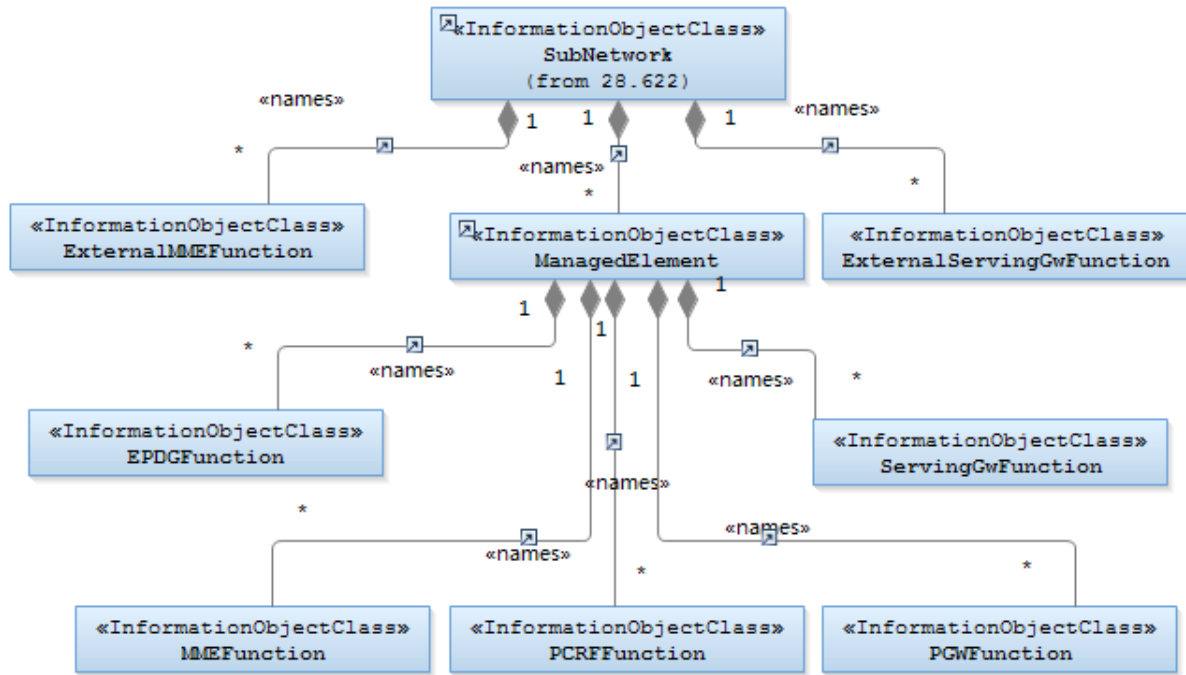 «InformationObjectClass»
SubNetwork
(from 28.622)
«names»
1
1
1
«names»
*
«names»
*
*
«InformationObjectClass»
ExternalMMEFunction
«InformationObjectClass»
ManagedElement
«InformationObjectClass»
ExternalServingGwFunction
1
1
1
*
«names»
1
1
«names»
*
«InformationObjectClass»
EPDGFunction
«InformationObjectClass»
ServingGwFunction
«names»
*
«names»
«names»
*
*
«InformationObjectClass»
MMEFunction
«InformationObjectClass»
PCRFFunction
«InformationObjectClass»
PGWFunction